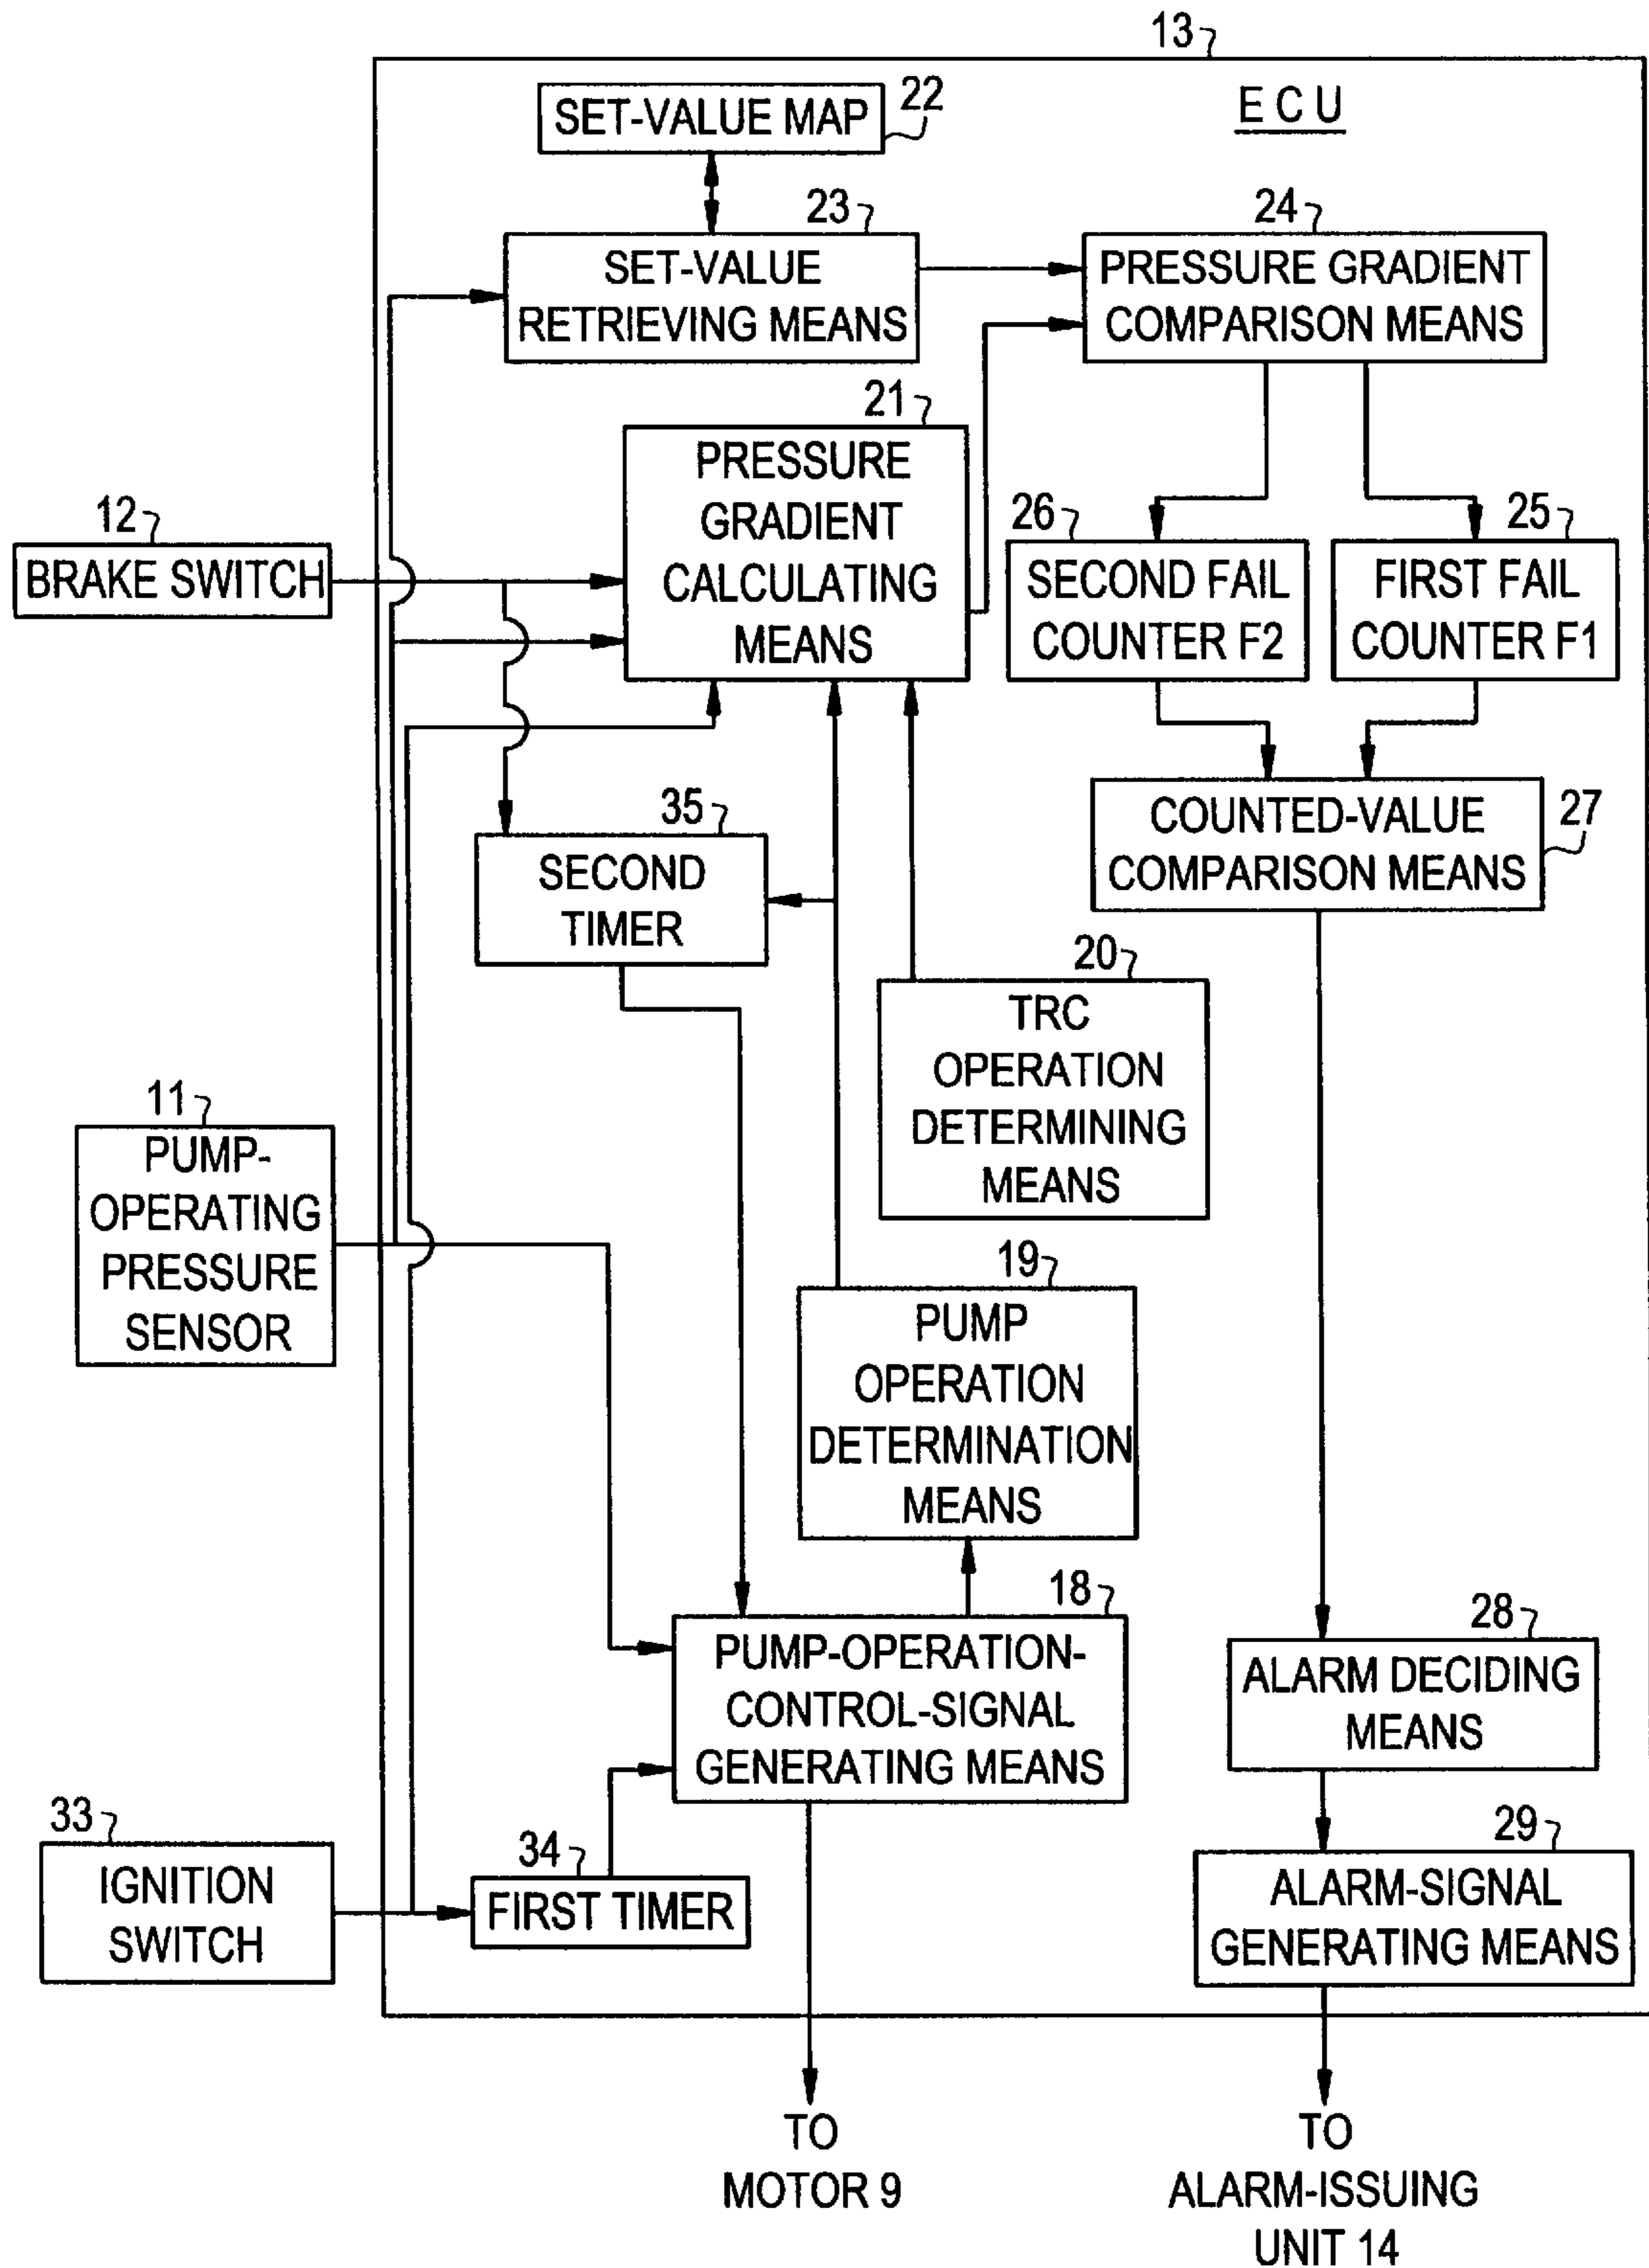 13
ECU
SET-VALUE MAP
22
23
SET-VALUE
RETRIEVING MEANS
24
PRESSURE GRADIENT
COMPARISON MEANS
21
PRESSURE
GRADIENT
CALCULATING
MEANS
12
BRAKE SWITCH
26
SECOND FAIL
COUNTER F2
25
FIRST FAIL
COUNTER F1
COUNTED-VALUE
COMPARISON MEANS
27
35
SECOND
TIMER
20
TRC
OPERATION
DETERMINING
MEANS
11
PUMP-
OPERATING
PRESSURE
SENSOR
19
PUMP
OPERATION
DETERMINATION
MEANS
18
PUMP-OPERATION-
CONTROL-SIGNAL
GENERATING MEANS
28
ALARM DECIDING
MEANS
33
IGNITION
SWITCH
34
FIRST TIMER
29
ALARM-SIGNAL
GENERATING MEANS
TO
MOTOR 9
TO
ALARM-ISSUING
UNIT 14